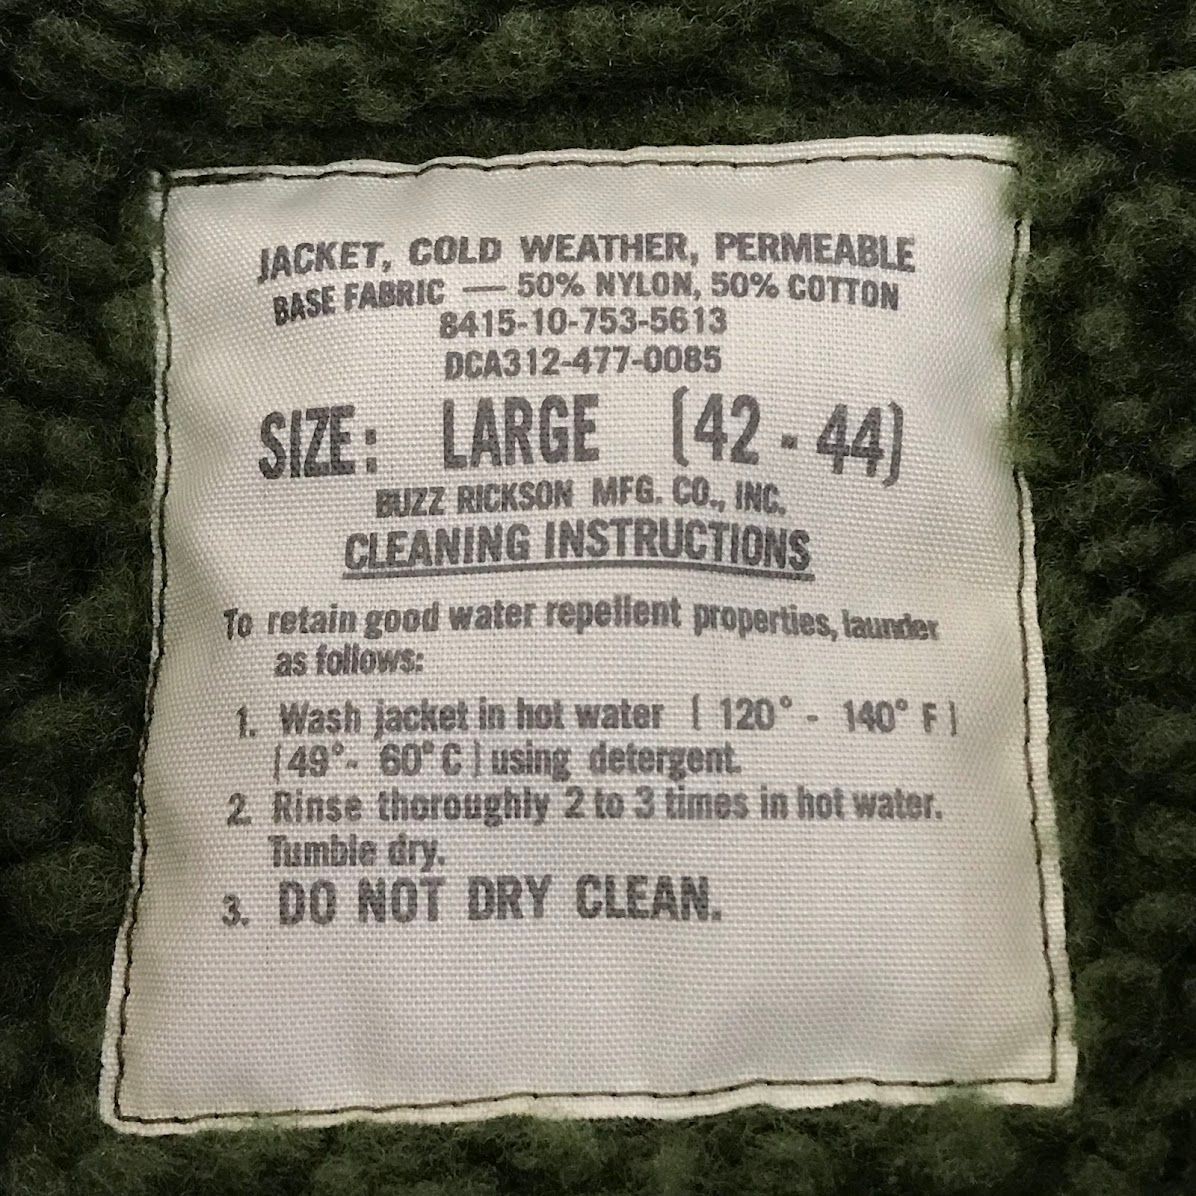 JACKET, COLD WEATHER, PERMEABLE
BASE FABRIC — 50% NYLON, 50% COTTON
8415-10-753-5613
DCA312-477-0085
SIZE: LARGE (42 - 44)
BUZZ RICKSON MFG. CO., INC.
CLEANING INSTRUCTIONS
To retain good water repellent properties, launder
as follows:
1. Wash jacket in hot water ( 120° - 140° F )
(49°- 60° C ) using detergent.
2. Rinse thoroughly 2 to 3 times in hot water.
Tumble dry.
3. DO NOT DRY CLEAN.